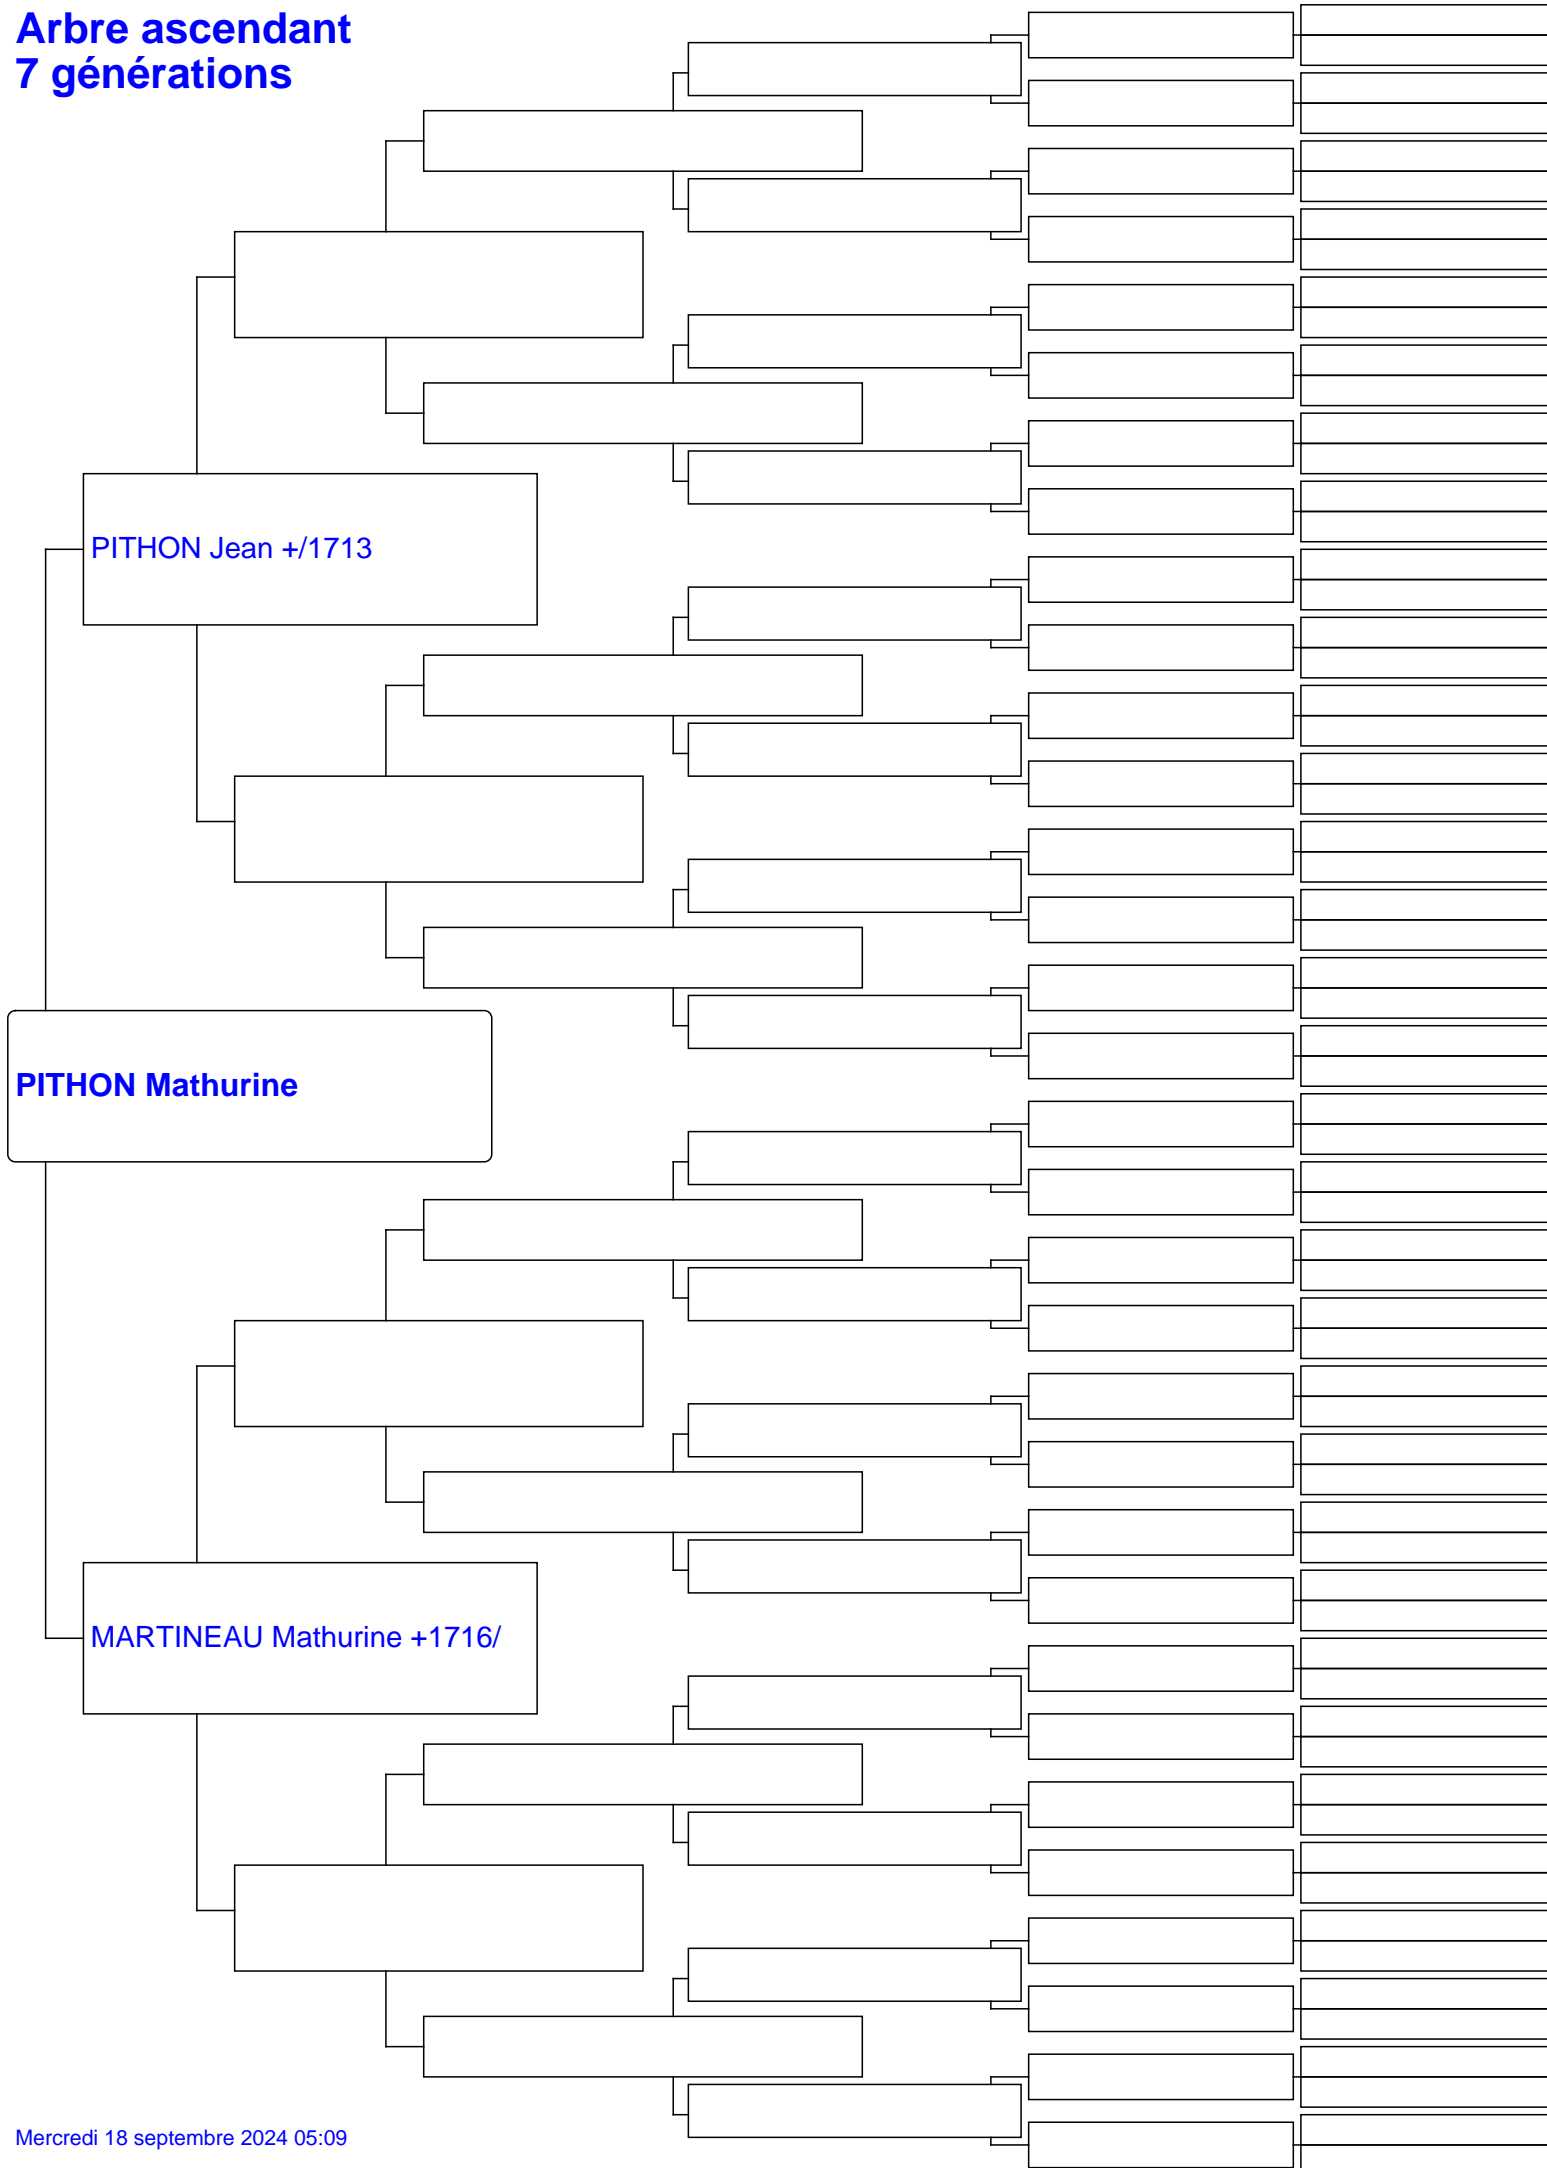 Arbre ascendant
7 générations
PITHON Jean +/1713
PITHON Mathurine
MARTINEAU Mathurine +1716/
Mercredi 18 septembre 2024 05:09